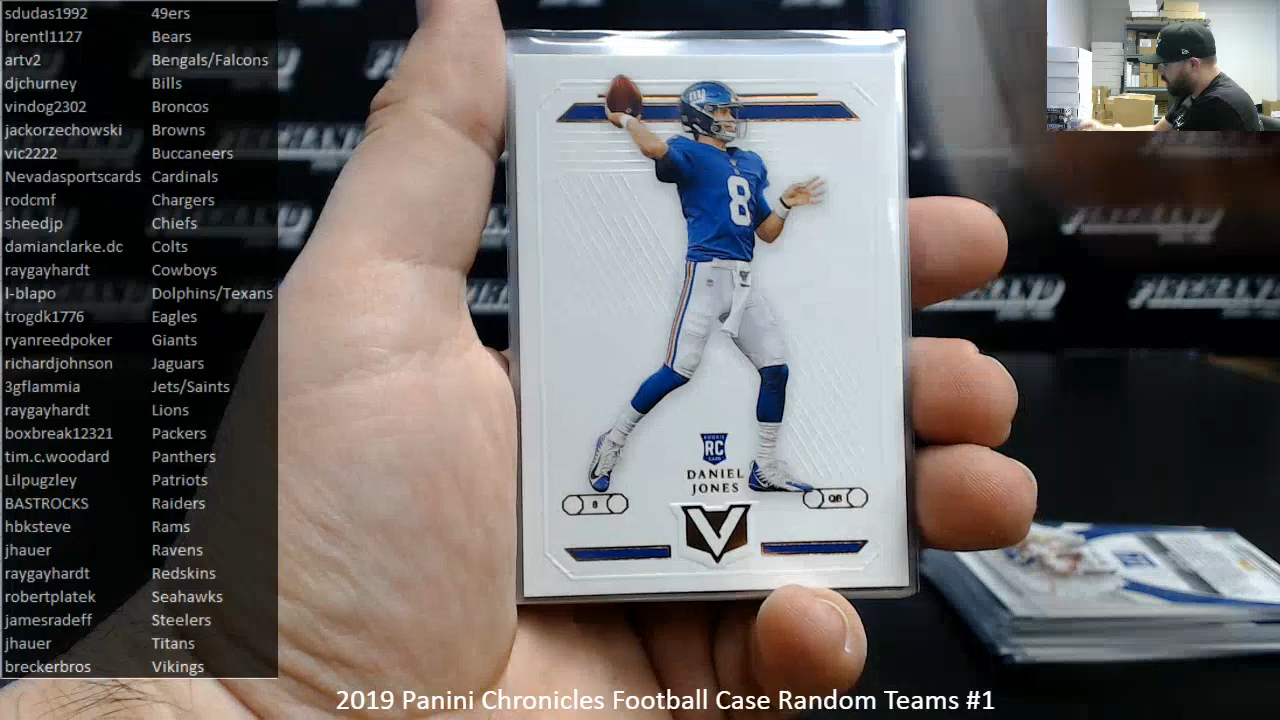 sdudas1992 49ers
brentl1127 Bears
artv2 Bengals/Falcons
djchurney Bills
vindog2302 Broncos
jackorzechowski Browns
vic2222 Buccaneers
Nevadasportscards Cardinals
rodcmf Chargers
sheedjp Chiefs
damianclarke.dc Colts
raygayhardt Cowboys
l-blapo Dolphins/Texans
trogdk1776 Eagles
ryanreedpoker Giants
richardjohnson Jaguars
3gflammia Jets/Saints
raygayhardt Lions
boxbreak12321 Packers
tim.c.woodard Panthers
Lilpugzley Patriots
BASTROCKS Raiders
hbksteve Rams
jhauer Ravens
raygayhardt Redskins
robertplatek Seahawks
jamesradeff Steelers
jhauer Titans
breckerbros Vikings
ny
8
ROOKIE
RC
CARD
DANIEL
JONES
8
QB
V
2019 Panini Chronicles Football Case Random Teams #1